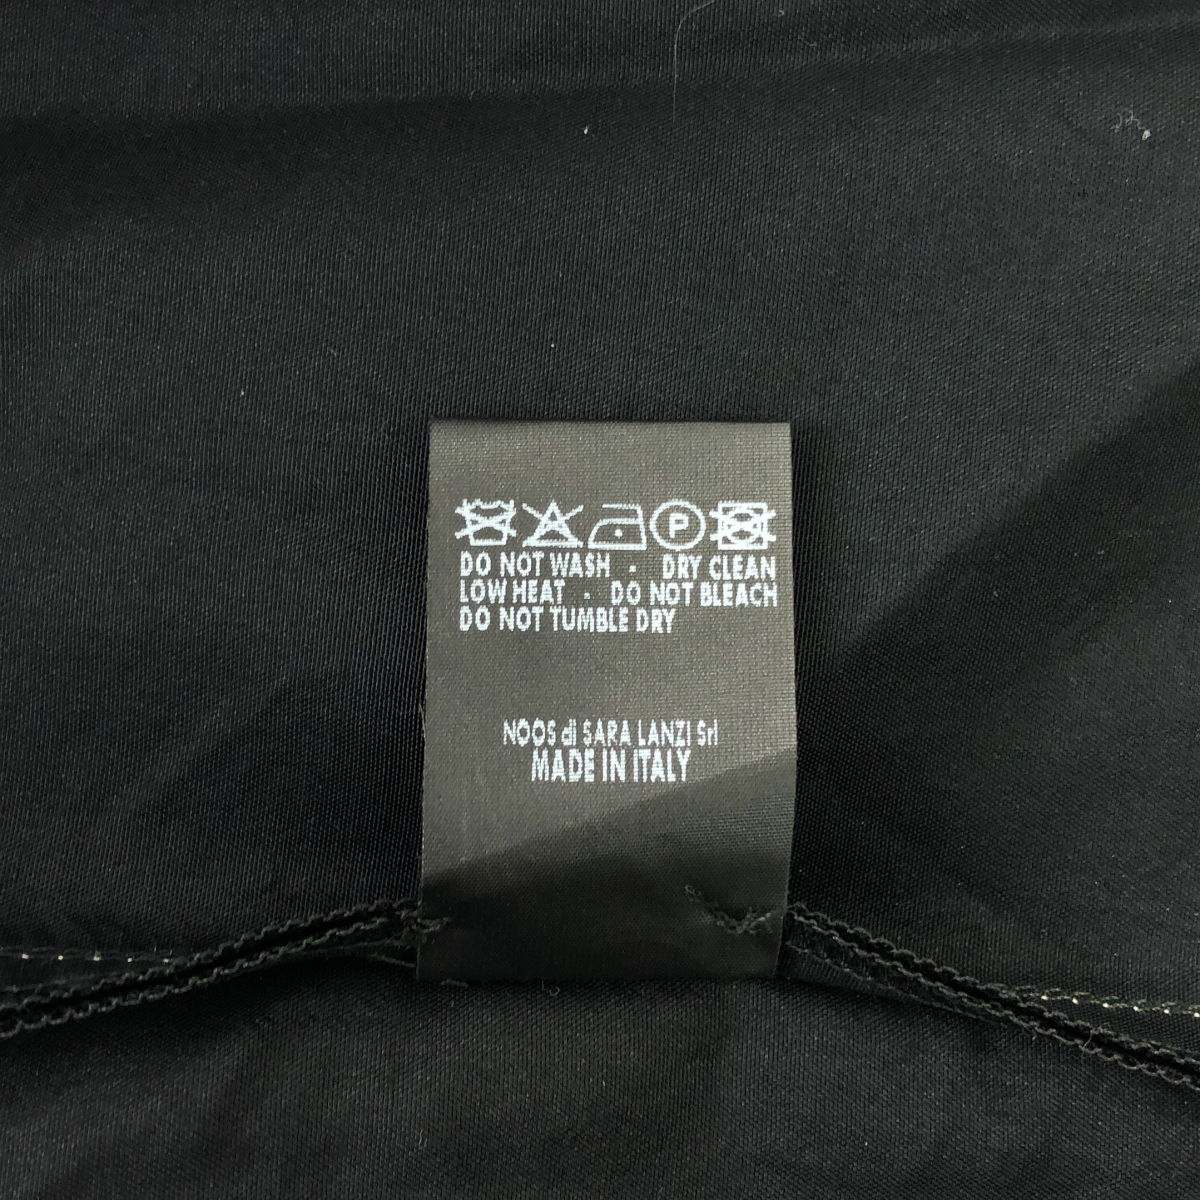 P
DO NOT WASH · DRY CLEAN
LOW HEAT · DO NOT BLEACH
DO NOT TUMBLE DRY
NOOS di SARA LANZI Srl
MADE IN ITALY